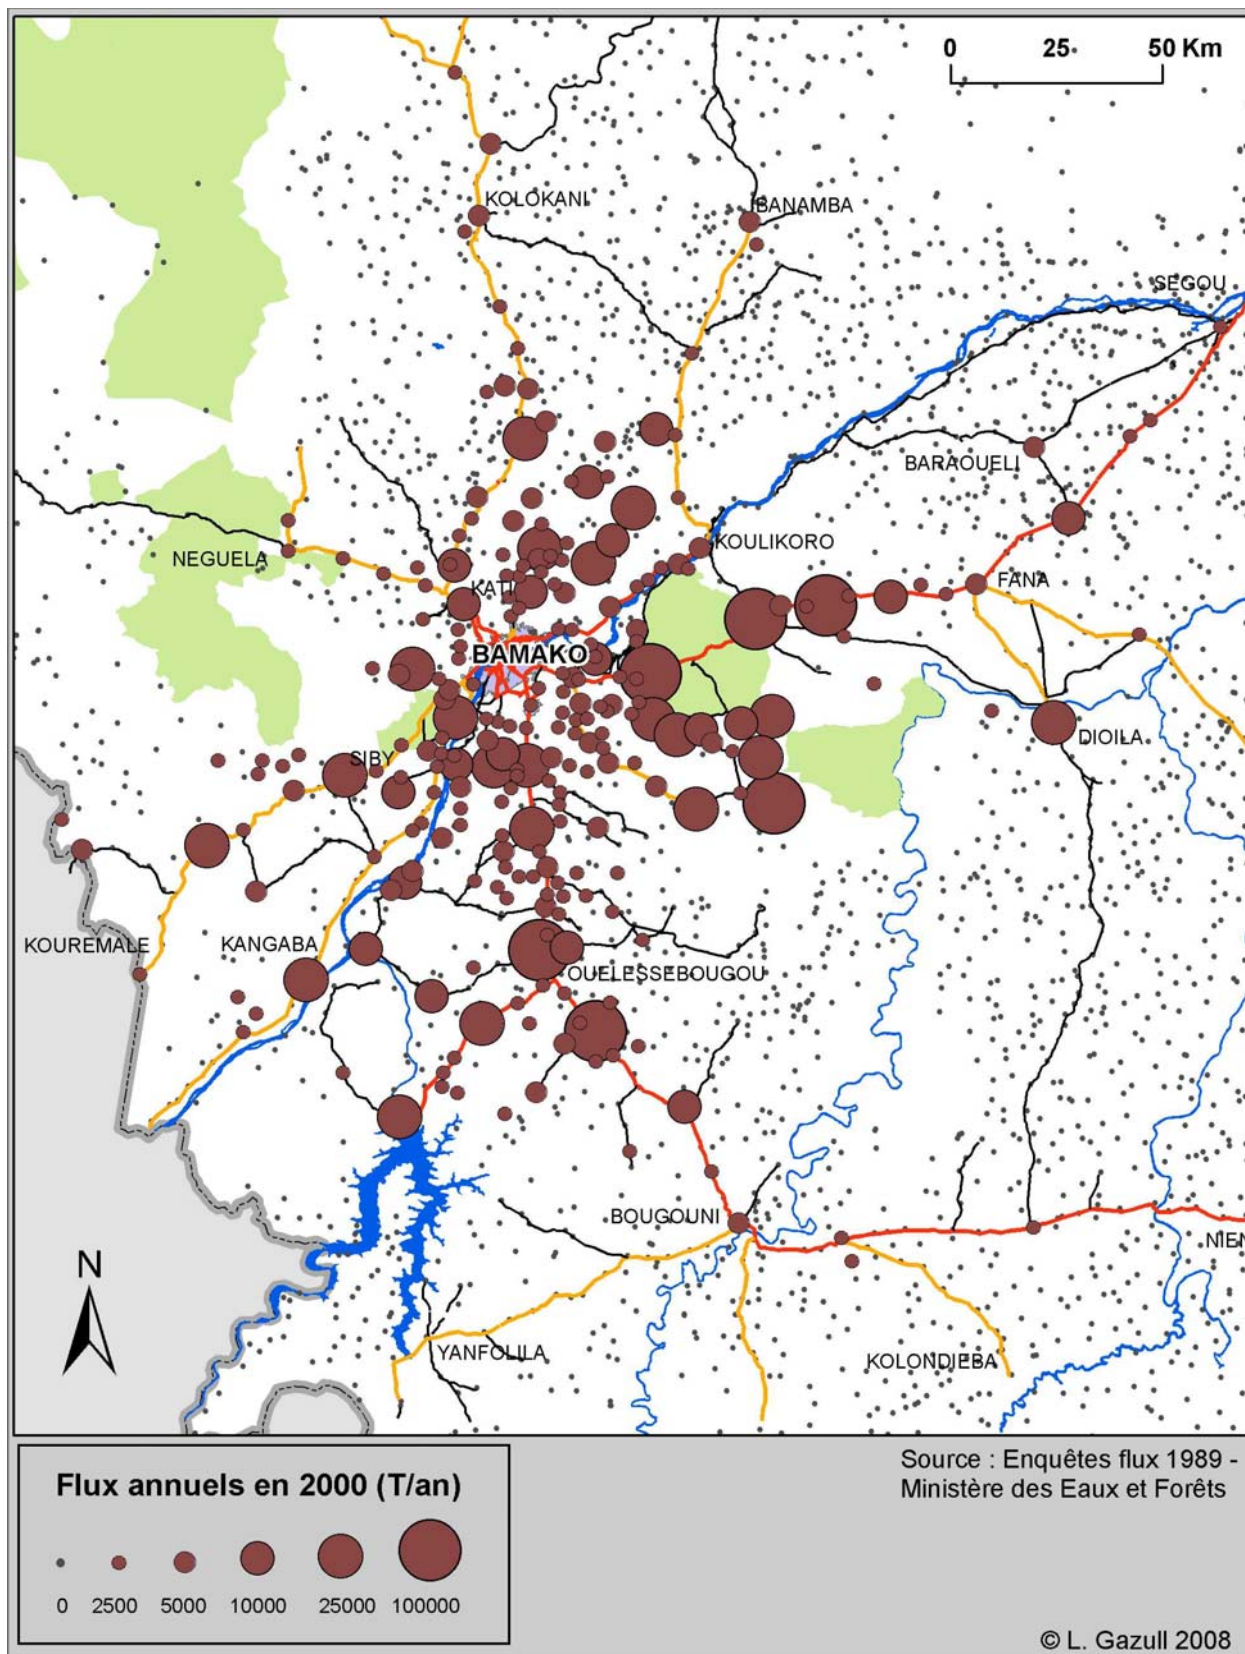 0 25 50 Km
KOLOKANI
BANAMBA
SEGOU
BARAOUELI
KOULIKORO
NEGUELA
FANA
KATI
BAMAKO
DIOILA
SIBY
KOUREMALE
KANGABA
OUELESSEBOUGOU
BOUGOUNI
NIEN
N
YANFOLILA
KOLONDIEBA
Flux annuels en 2000 (T/an)
0 2500 5000 10000 25000 100000
Source : Enquêtes flux 1989 -
Ministère des Eaux et Forêts
© L. Gazull 2008